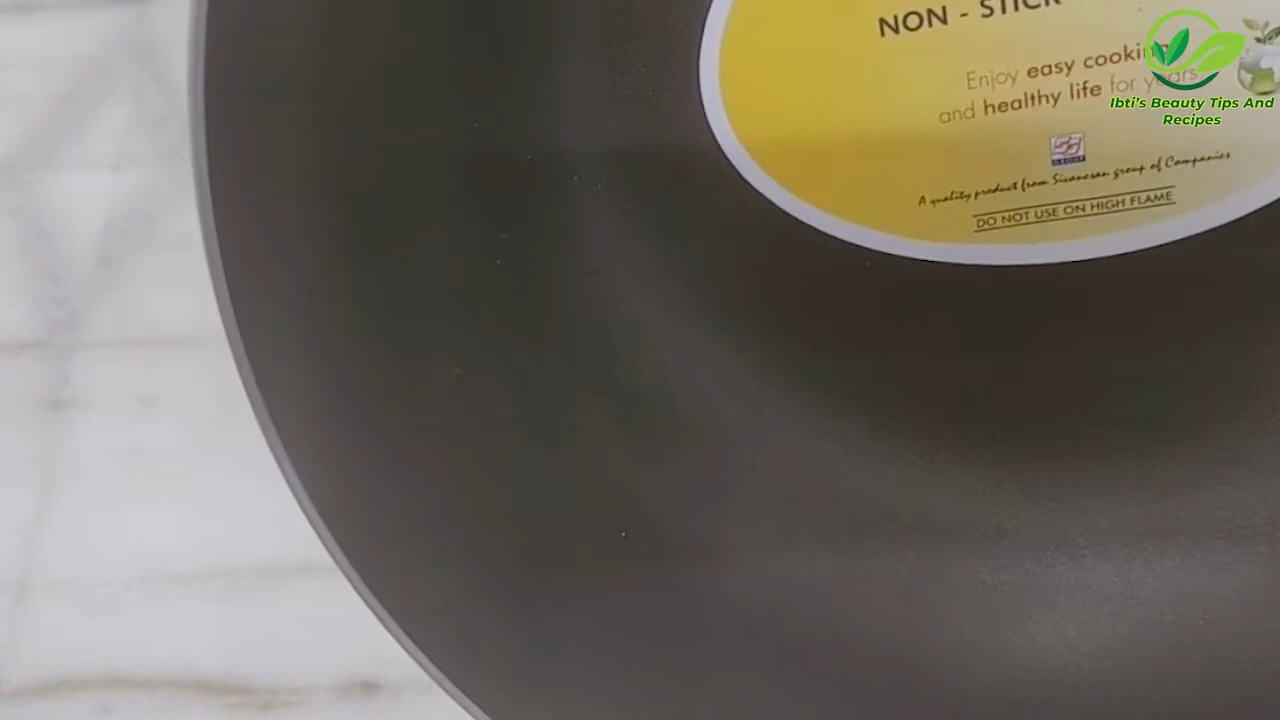 NON - STICK
Enjoy easy cooking
and healthy life for years
Ibti's Beauty Tips And
Recipes
GROUP
A quality product from Sivanesan group of Companies
DO NOT USE ON HIGH FLAME